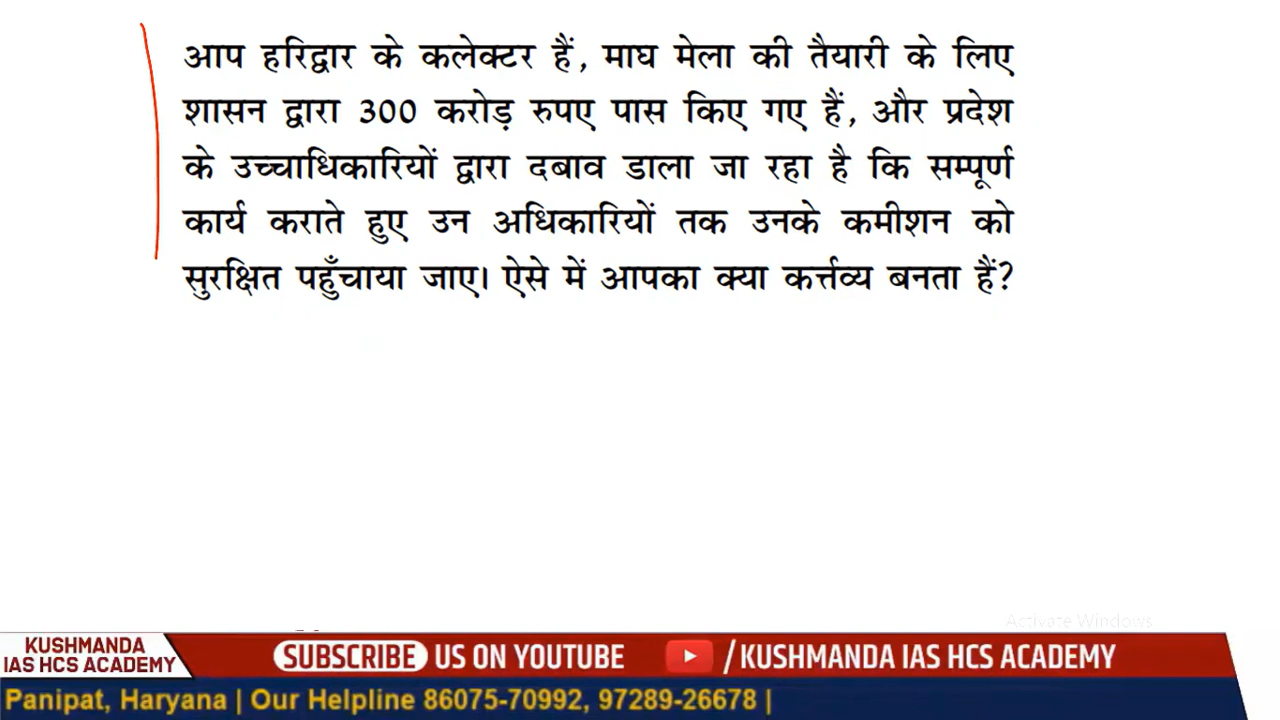 आप हरिद्वार के कलेक्टर हैं, माघ मेला की तैयारी के लिए
शासन द्वारा 300 करोड़ रुपए पास किए गए हैं, और प्रदेश
के उच्चाधिकारियों द्वारा दबाव डाला जा रहा है कि सम्पूर्ण
कार्य कराते हुए उन अधिकारियों तक उनके कमीशन को
सुरक्षित पहुँचाया जाए। ऐसे में आपका क्या कर्त्तव्य बनता हैं?
Activate Windows
KUSHMANDA
IAS HCS ACADEMY
SUBSCRIBE US ON YOUTUBE /KUSHMANDA IAS HCS ACADEMY
Panipat, Haryana | Our Helpline 86075-70992, 97289-26678 |